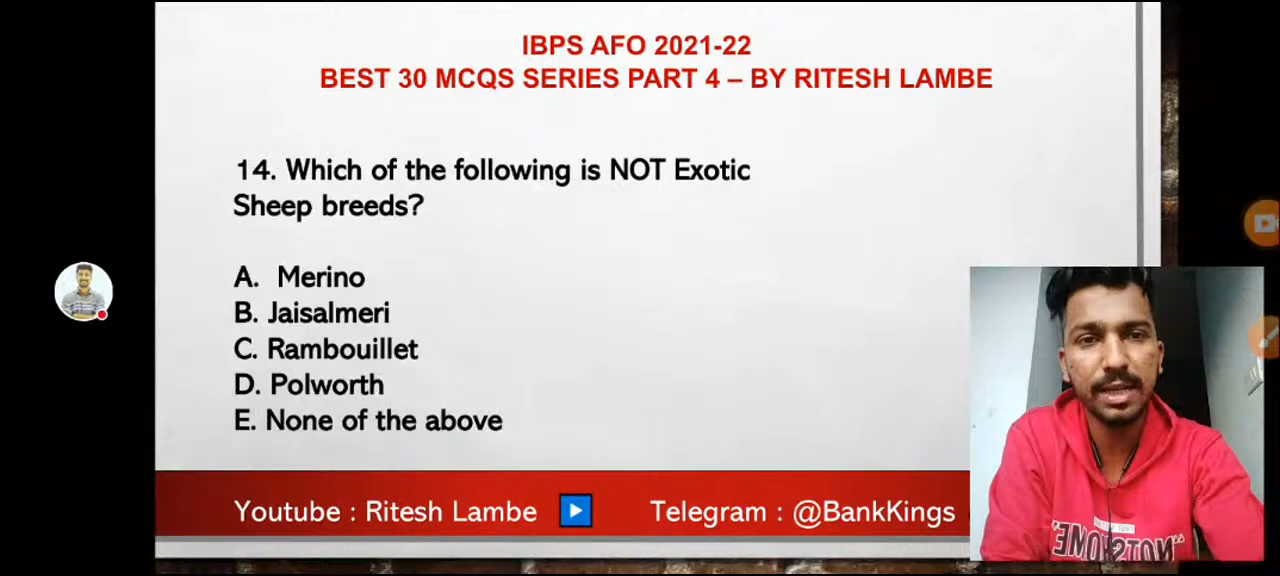 IBPS AFO 2021-22
BEST 30 MCQS SERIES PART 4 – BY RITESH LAMBE
14. Which of the following is NOT Exotic
Sheep breeds?
A. Merino
B. Jaisalmeri
C. Rambouillet
D. Polworth
E. None of the above
Youtube : Ritesh Lambe Telegram : @BankKings